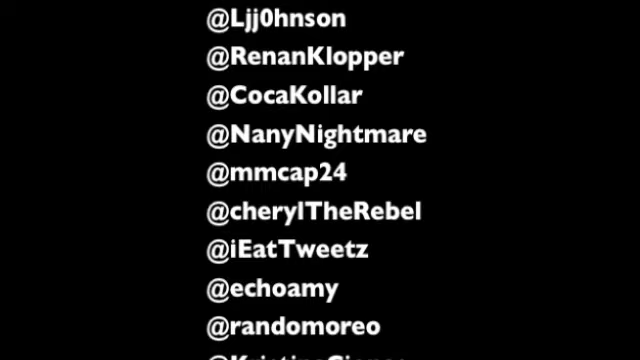 @Ljj0hnson
@RenanKlopper
@CocaKollar
@NanyNightmare
@mmcap24
@cherylTheRebel
@iEatTweetz
@echoamy
@randomoreo